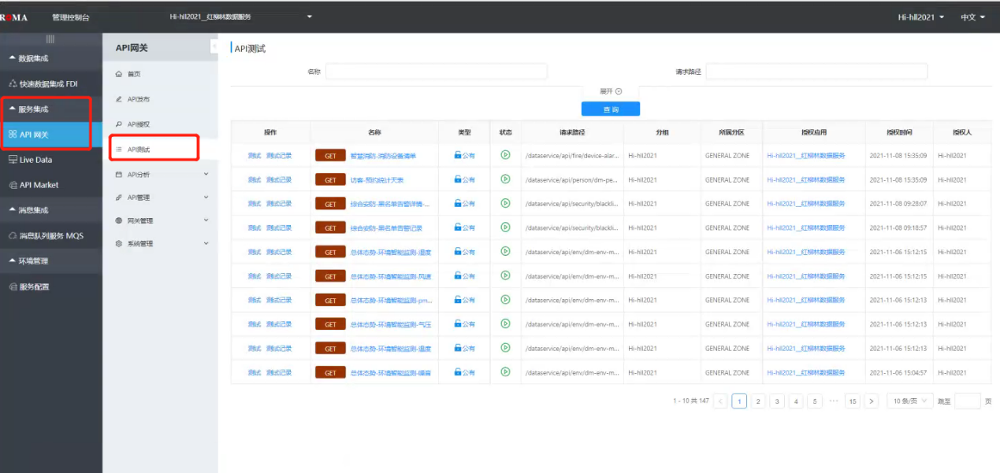 ROMA 管理控制台 Hi-hll2021__红柳林数据服务 Hi-hll2021 中文
数据集成
快速数据集成 FDI
服务集成
API 网关
Live Data
API Market
消息集成
消息队列服务 MQS
环境管理
服务配置
API网关
首页
API发布
API授权
API测试
API分析
API管理
网关管理
系统管理
API测试
名称 请求路径
展开
查 询
操作 名称 类型 状态 请求路径 分组 所属分区 授权应用 授权时间 授权人
测试 测试记录 GET 智慧消防-消防设备清单 公有 /dataservice/api/fire/device-alar... Hi-hll2021 GENERAL ZONE Hi-hll2021__红柳林数据服务 2021-11-08 15:35:09 Hi-hll2021
测试 测试记录 GET 访客-预约统计天表 公有 /dataservice/api/person/dm-pe... Hi-hll2021 GENERAL ZONE Hi-hll2021__红柳林数据服务 2021-11-08 15:35:09 Hi-hll2021
测试 测试记录 GET 综合安防-黑名单告警详情-... 公有 /dataservice/api/security/blackli... Hi-hll2021 GENERAL ZONE Hi-hll2021__红柳林数据服务 2021-11-08 09:28:07 Hi-hll2021
测试 测试记录 GET 综合安防-黑名单告警记录 公有 /dataservice/api/security/blackli... Hi-hll2021 GENERAL ZONE Hi-hll2021__红柳林数据服务 2021-11-08 09:18:57 Hi-hll2021
测试 测试记录 GET 总体态势-环境智能监测-湿度 公有 /dataservice/api/env/dm-env-m... Hi-hll2021 GENERAL ZONE Hi-hll2021__红柳林数据服务 2021-11-06 15:12:15 Hi-hll2021
测试 测试记录 GET 总体态势-环境智能监测-风速 公有 /dataservice/api/env/dm-env-m... Hi-hll2021 GENERAL ZONE Hi-hll2021__红柳林数据服务 2021-11-06 15:12:15 Hi-hll2021
测试 测试记录 GET 总体态势-环境智能监测-pm... 公有 /dataservice/api/env/dm-env-m... Hi-hll2021 GENERAL ZONE Hi-hll2021__红柳林数据服务 2021-11-06 15:12:13 Hi-hll2021
测试 测试记录 GET 总体态势-环境智能监测-气压 公有 /dataservice/api/env/dm-env-m... Hi-hll2021 GENERAL ZONE Hi-hll2021__红柳林数据服务 2021-11-06 15:12:13 Hi-hll2021
测试 测试记录 GET 总体态势-环境智能监测-温度 公有 /dataservice/api/env/dm-env-m... Hi-hll2021 GENERAL ZONE Hi-hll2021__红柳林数据服务 2021-11-06 15:12:13 Hi-hll2021
测试 测试记录 GET 总体态势-环境智能监测-噪音 公有 /dataservice/api/env/dm-env-m... Hi-hll2021 GENERAL ZONE Hi-hll2021__红柳林数据服务 2021-11-06 15:04:57 Hi-hll2021
1 - 10 共 147 < 1 2 3 4 5 ••• 15 > 10 条/页 跳至 页